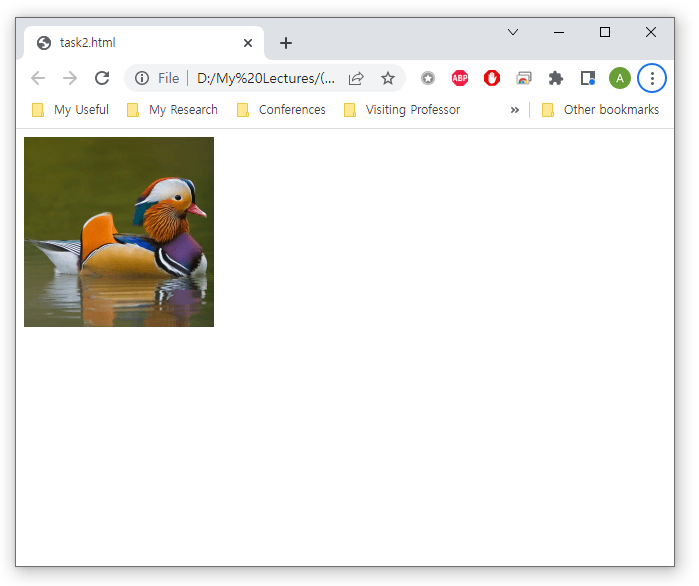 task2.html
File D:/My%20Lectures/(...
ABP
A
My Useful My Research Conferences Visiting Professor » Other bookmarks